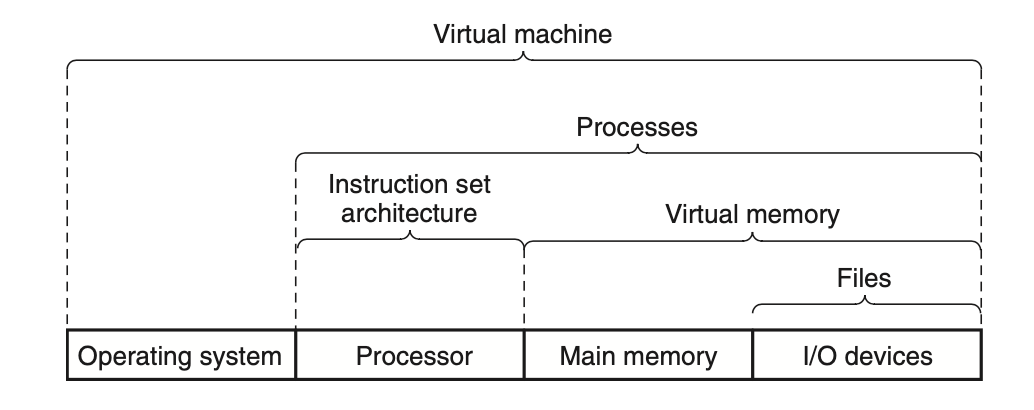 Virtual machine
Processes
Instruction set
architecture
Virtual memory
Files
Operating system
Processor
Main memory
I/O devices